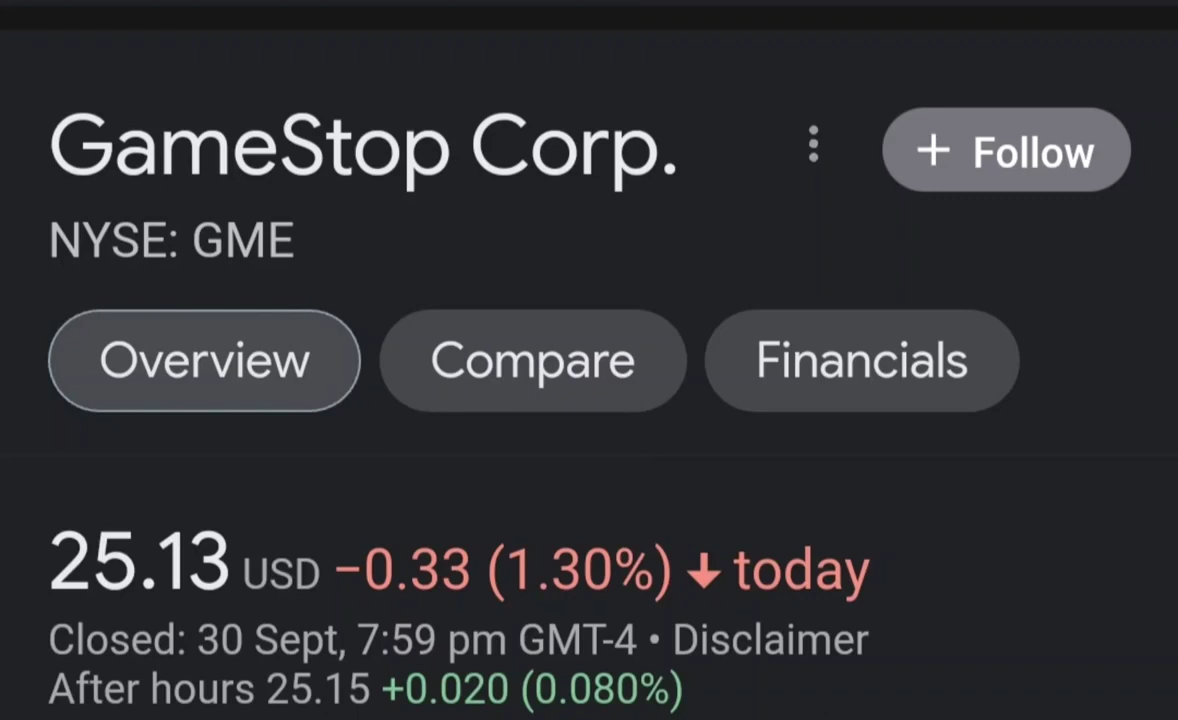 GameStop Corp.
+ Follow
NYSE: GME
Overview
Compare
Financials
25.13 USD −0.33 (1.30%) ↓ today
Closed: 30 Sept, 7:59 pm GMT-4 • Disclaimer
After hours 25.15 +0.020 (0.080%)